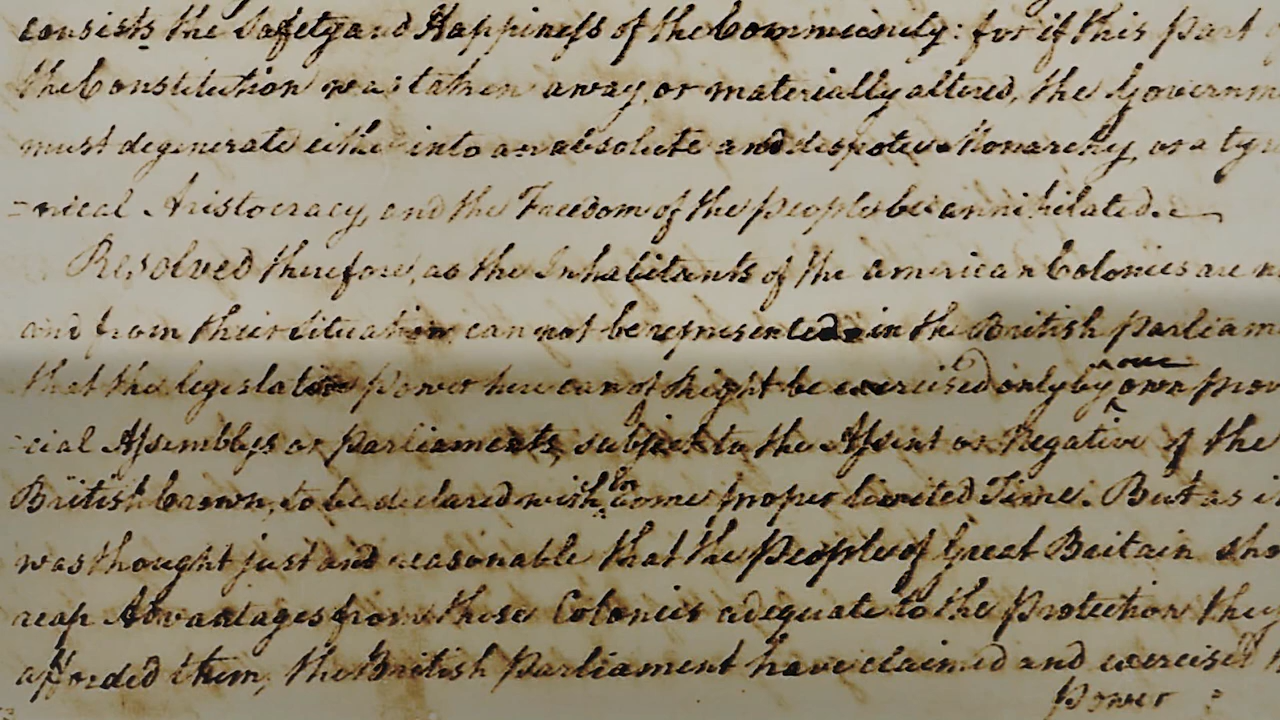 consists the Safety and Happiness of the Community: for if this part
the Constitution was taken away, or materially altered, the Governm
must degenerate either into an absolute and despotic Monarchy, or a tyr
=nical Aristocracy, and the Freedom of the people be annihilated.
Resolved therefore, as the Inhabitants of the American Colonies are n
and from their situation can not be represented in the British Parliam
that the legislative Power here can of Right be exercised only by our own prov
=cial Assemblys or Parliaments, subject to the Assent or Negative of the
British Crown, to be declared within some proper limited Time. But as i
was thought just and reasonable that the People of Great Britain sho
reap Advantages from these Colonies adequate to the Protection they
afforded them, the British Parliament have claimed and exercised
Power